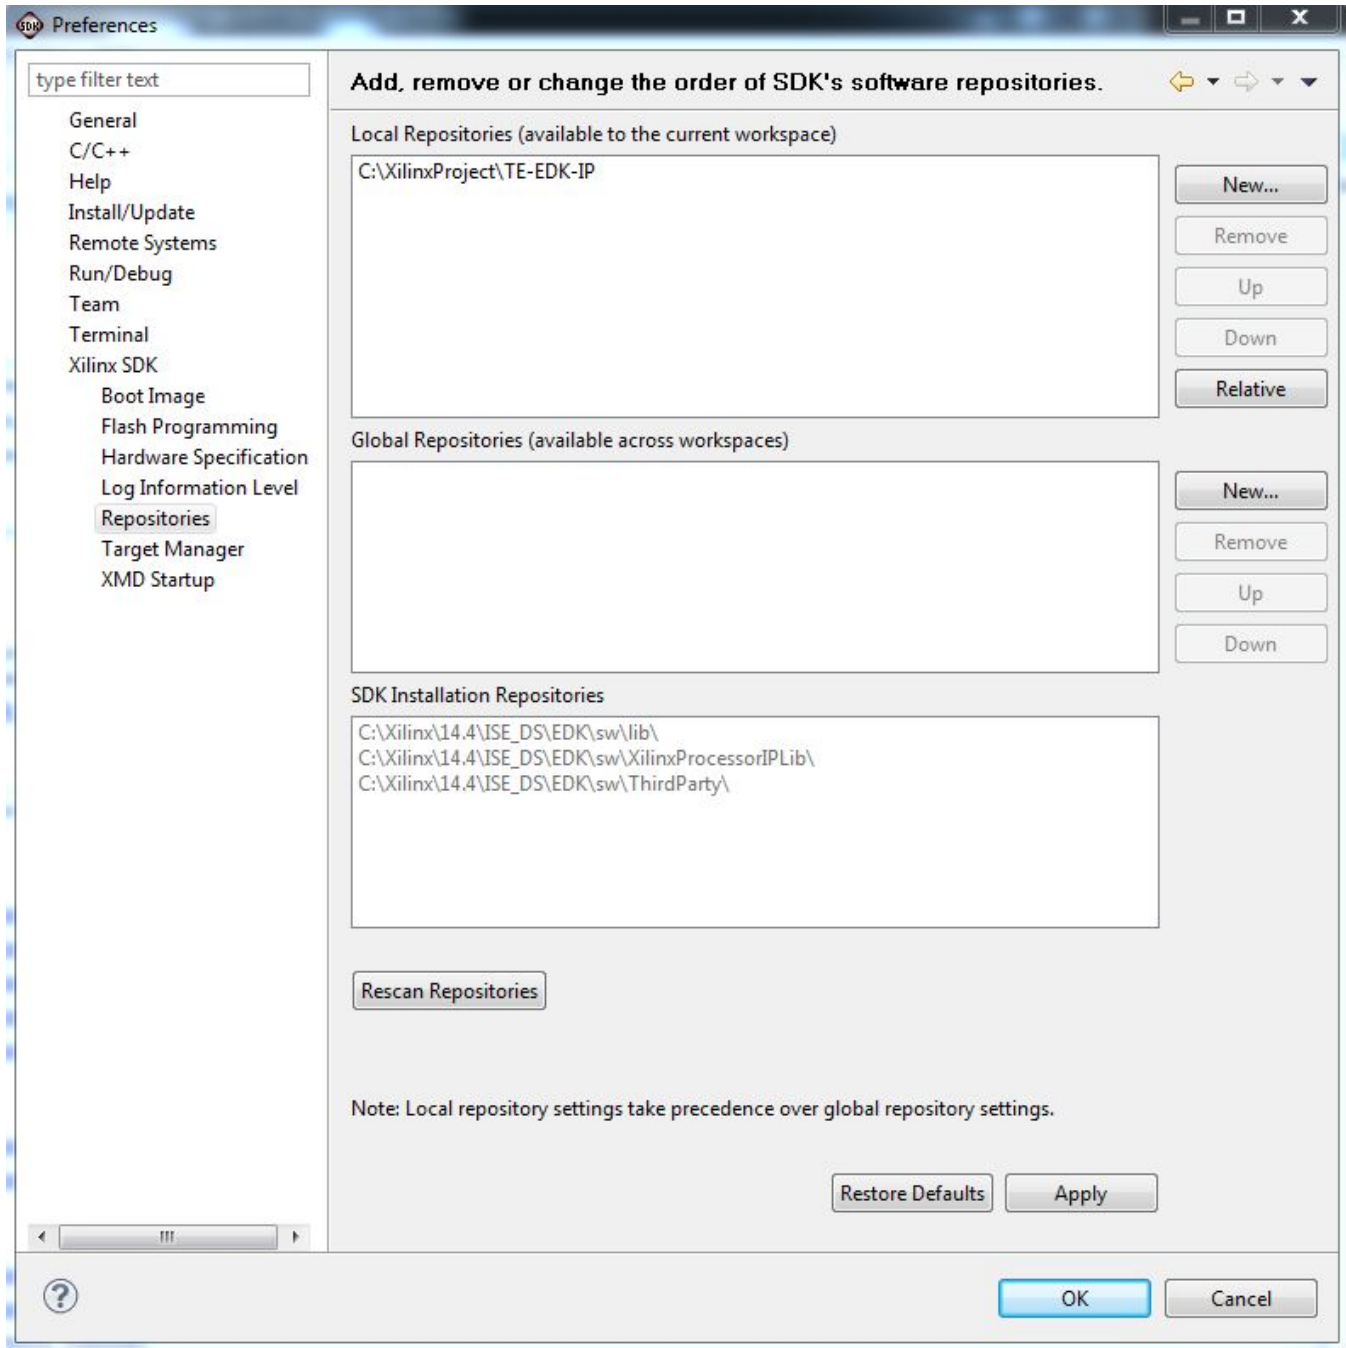 SDK Preferences
type filter text
General
C/C++
Help
Install/Update
Remote Systems
Run/Debug
Team
Terminal
Xilinx SDK
Boot Image
Flash Programming
Hardware Specification
Log Information Level
Repositories
Target Manager
XMD Startup
Add, remove or change the order of SDK's software repositories.
Local Repositories (available to the current workspace)
C:\XilinxProject\TE-EDK-IP
New...
Remove
Up
Down
Relative
Global Repositories (available across workspaces)
New...
Remove
Up
Down
SDK Installation Repositories
C:\Xilinx\14.4\ISE_DS\EDK\sw\lib\
C:\Xilinx\14.4\ISE_DS\EDK\sw\XilinxProcessorIPLib\
C:\Xilinx\14.4\ISE_DS\EDK\sw\ThirdParty\
Rescan Repositories
Note: Local repository settings take precedence over global repository settings.
Restore Defaults
Apply
?
OK
Cancel